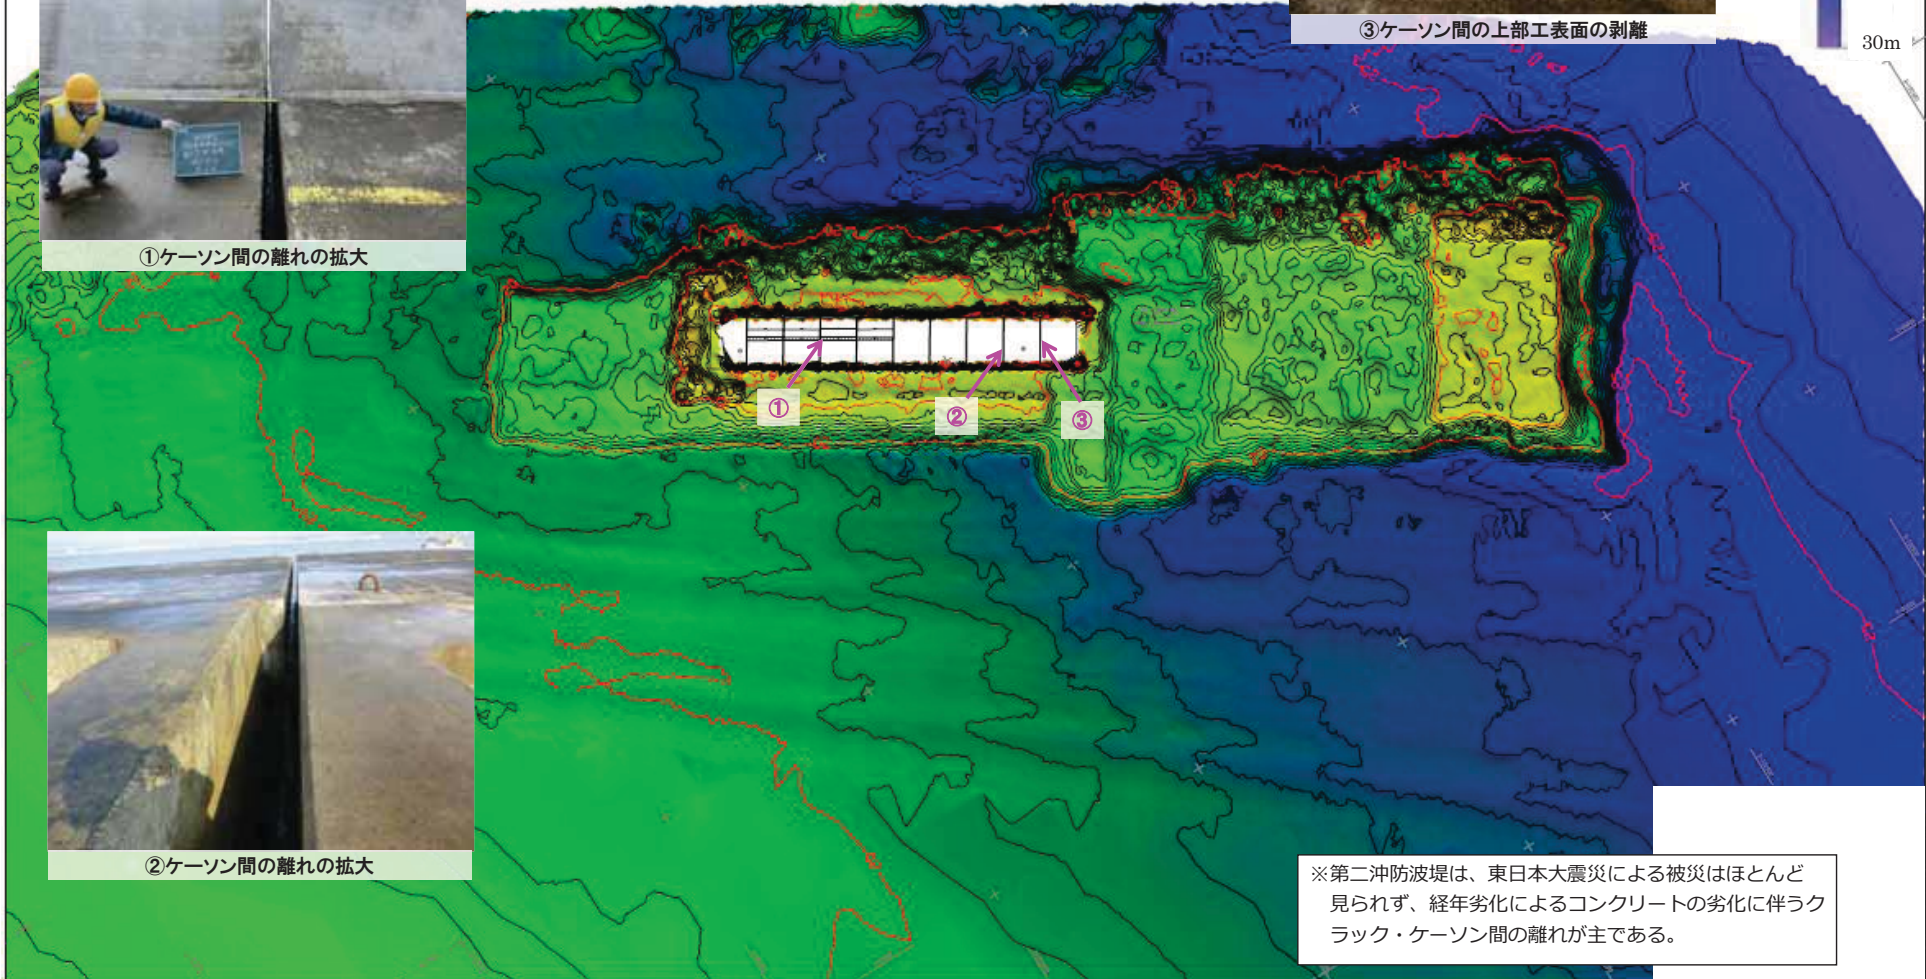 ③ケーソン間の上部工表面の剥離
30m
①ケーソン間の離れの拡大
①
②
③
②ケーソン間の離れの拡大
※第二沖防波堤は、東日本大震災による被災はほとんど
見られず、経年劣化によるコンクリートの劣化に伴うク
ラック・ケーソン間の離れが主である。